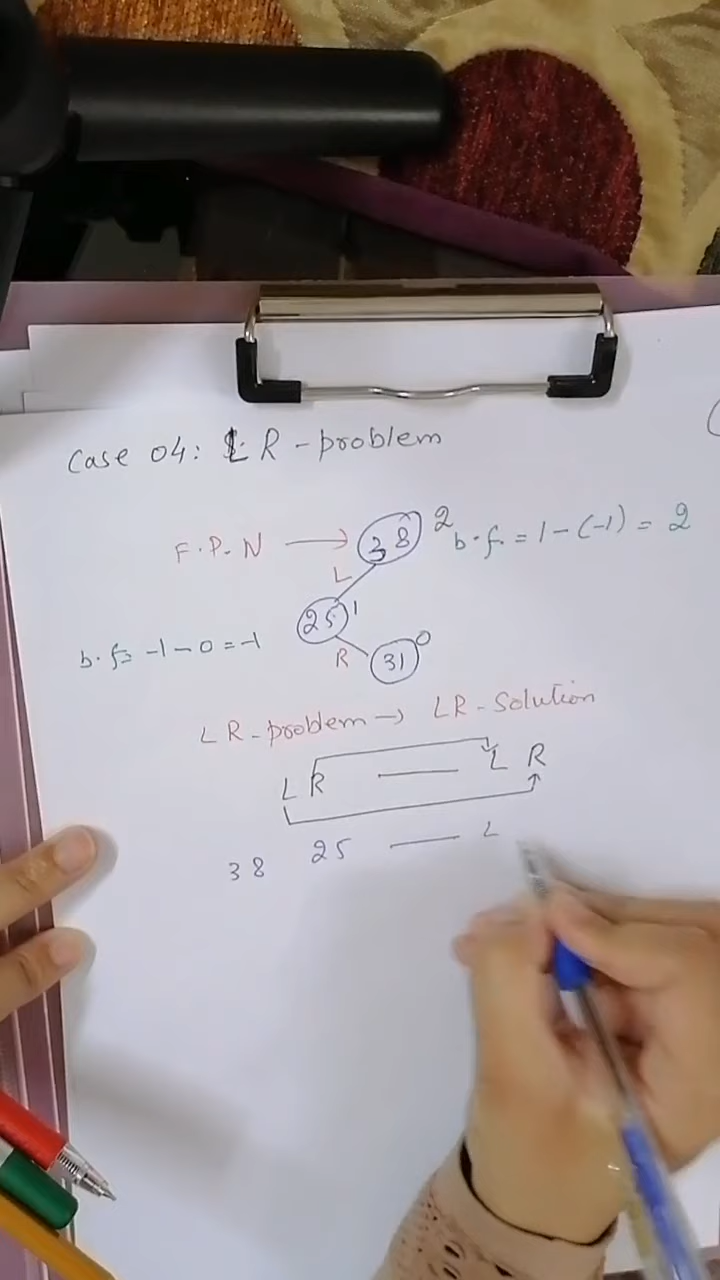 Case 04: LR-problem
F.P.N → 38 2 b.f. = 1-(-1) = 2
L
25 1
b.f= -1-0=-1
R 31 0
LR-problem → LR-Solution
LR — LR
38 25 — L